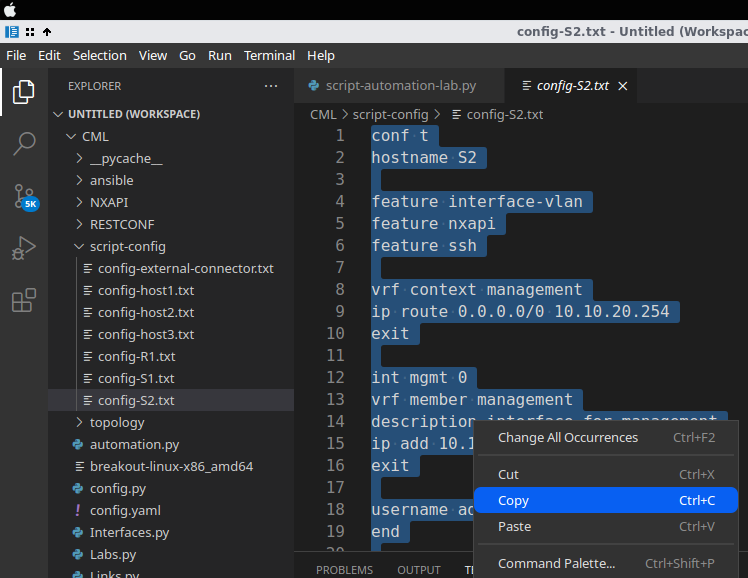 config-S2.txt - Untitled (Workspac
File Edit Selection View Go Run Terminal Help
EXPLORER ···
UNTITLED (WORKSPACE)
CML
__pycache__
ansible
NXAPI
RESTCONF
script-config
config-external-connector.txt
config-host1.txt
config-host2.txt
config-host3.txt
config-R1.txt
config-S1.txt
config-S2.txt
topology
automation.py
breakout-linux-x86_amd64
config.py
! config.yaml
Interfaces.py
Labs.py
Links.py
5K
script-automation-lab.py config-S2.txt
CML > script-config > config-S2.txt
1 conf t
2 hostname S2
3
4 feature interface-vlan
5 feature nxapi
6 feature ssh
7
8 vrf context management
9 ip route 0.0.0.0/0 10.10.20.254
10 exit
11
12 int mgmt 0
13 vrf member management
14 description interface for management
15 ip add 10.1
16 exit
17
18 username ad
19 end
20
Change All Occurrences Ctrl+F2
Cut Ctrl+X
Copy Ctrl+C
Paste Ctrl+V
Command Palette... Ctrl+Shift+P
PROBLEMS OUTPUT TE